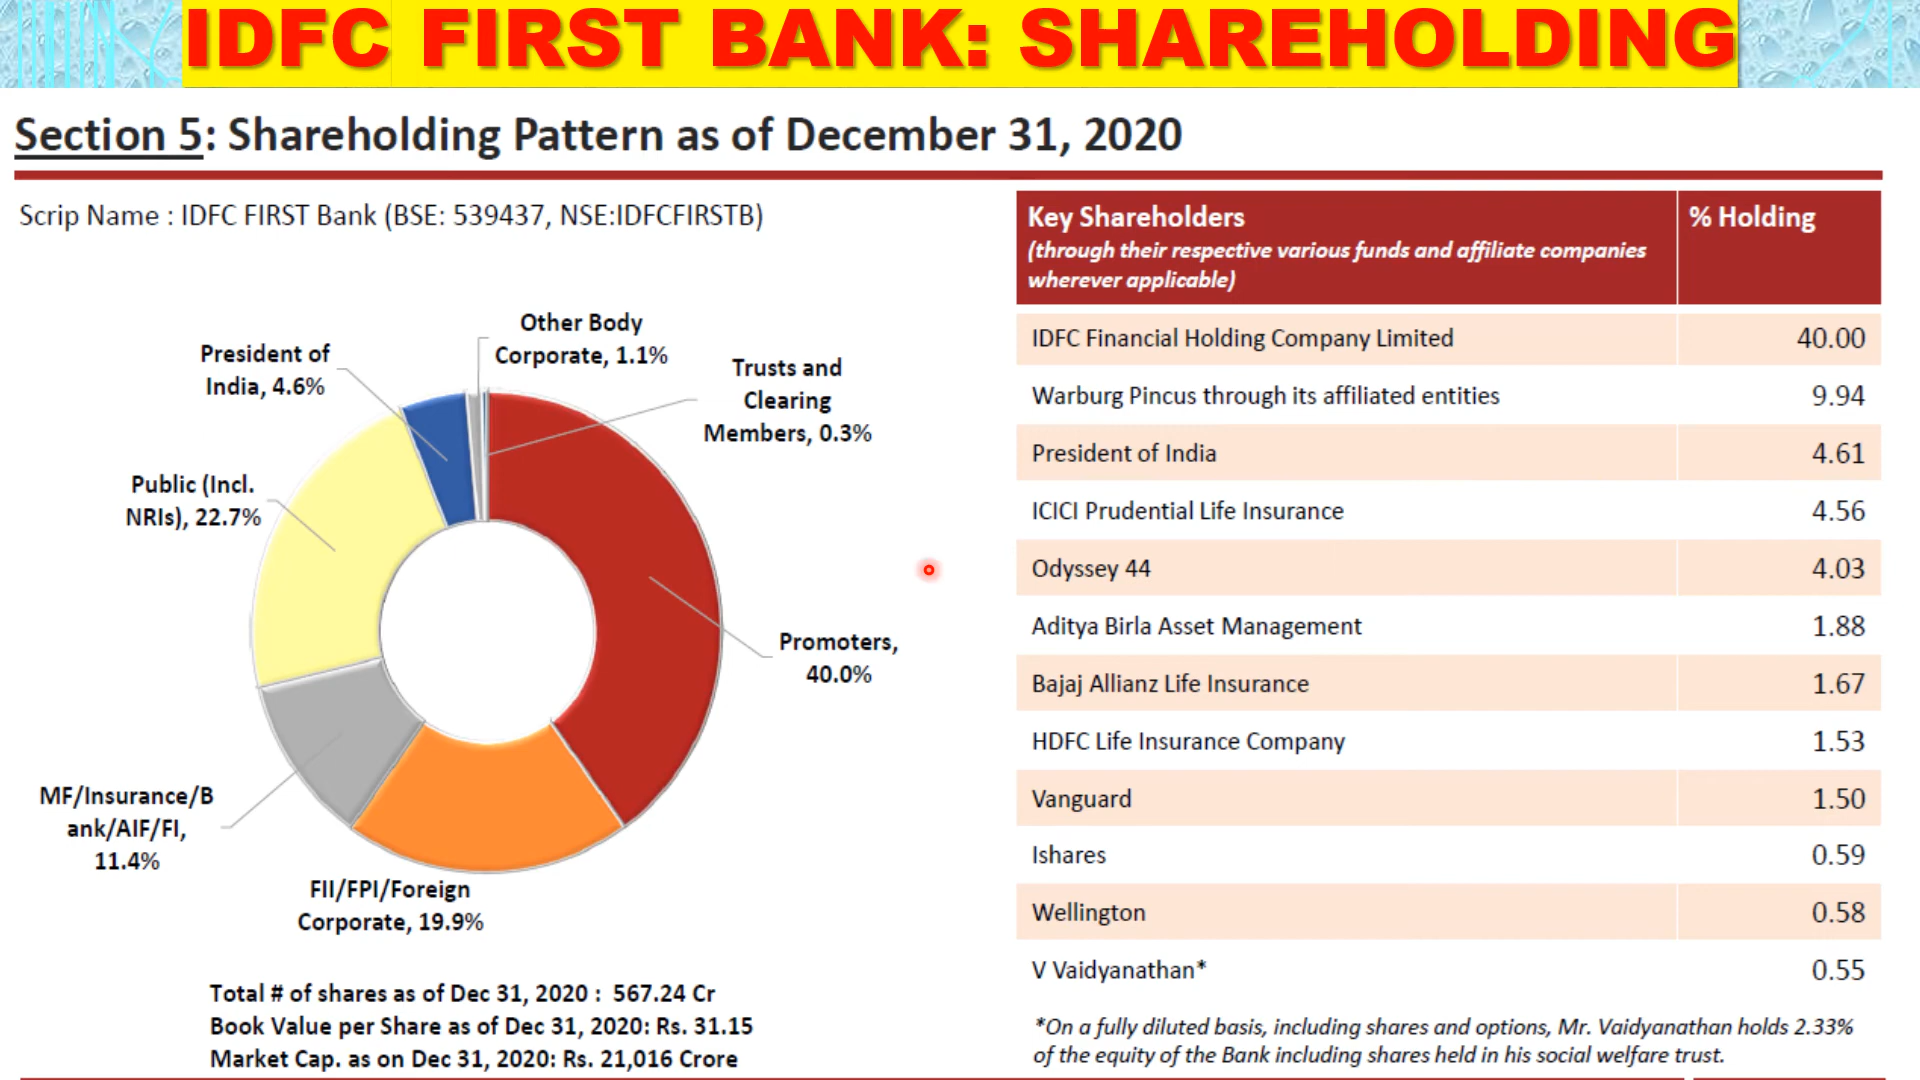 IDFC FIRST BANK: SHAREHOLDING
Section 5: Shareholding Pattern as of December 31, 2020
Scrip Name : IDFC FIRST Bank (BSE: 539437, NSE:IDFCFIRSTB)
Other Body
Corporate, 1.1%
President of
India, 4.6%
Trusts and
Clearing
Members, 0.3%
Public (Incl.
NRIs), 22.7%
Promoters,
40.0%
MF/Insurance/B
ank/AIF/FI,
11.4%
FII/FPI/Foreign
Corporate, 19.9%
Total # of shares as of Dec 31, 2020 : 567.24 Cr
Book Value per Share as of Dec 31, 2020: Rs. 31.15
Market Cap. as on Dec 31, 2020: Rs. 21,016 Crore
Key Shareholders % Holding
(through their respective various funds and affiliate companies
wherever applicable)
IDFC Financial Holding Company Limited 40.00
Warburg Pincus through its affiliated entities 9.94
President of India 4.61
ICICI Prudential Life Insurance 4.56
Odyssey 44 4.03
Aditya Birla Asset Management 1.88
Bajaj Allianz Life Insurance 1.67
HDFC Life Insurance Company 1.53
Vanguard 1.50
Ishares 0.59
Wellington 0.58
V Vaidyanathan* 0.55
*On a fully diluted basis, including shares and options, Mr. Vaidyanathan holds 2.33%
of the equity of the Bank including shares held in his social welfare trust.